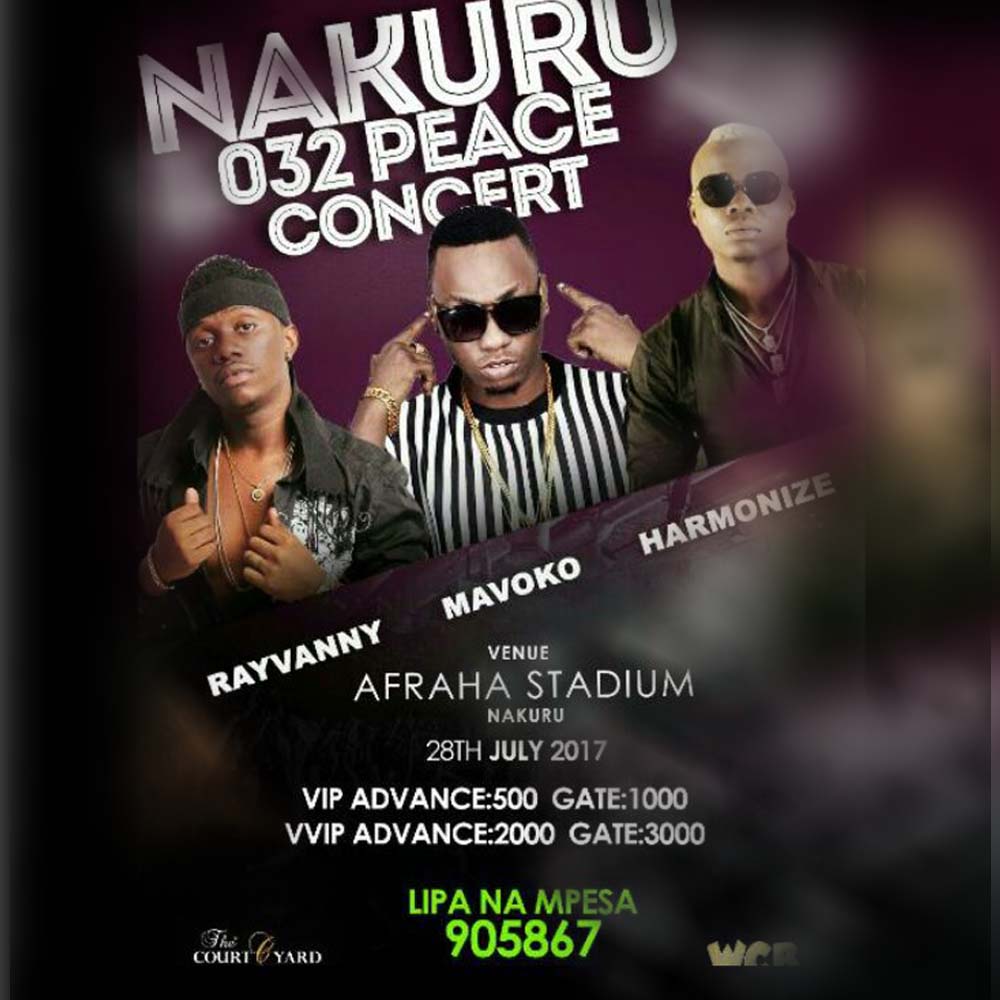 NAKURU
032 PEACE
CONCERT
RAYVANNY
MAVOKO
HARMONIZE
VENUE
AFRAHA STADIUM
NAKURU
28TH JULY 2017
VIP ADVANCE:500 GATE:1000
VVIP ADVANCE:2000 GATE:3000
LIPA NA MPESA
905867
The
COURT YARD
WCB